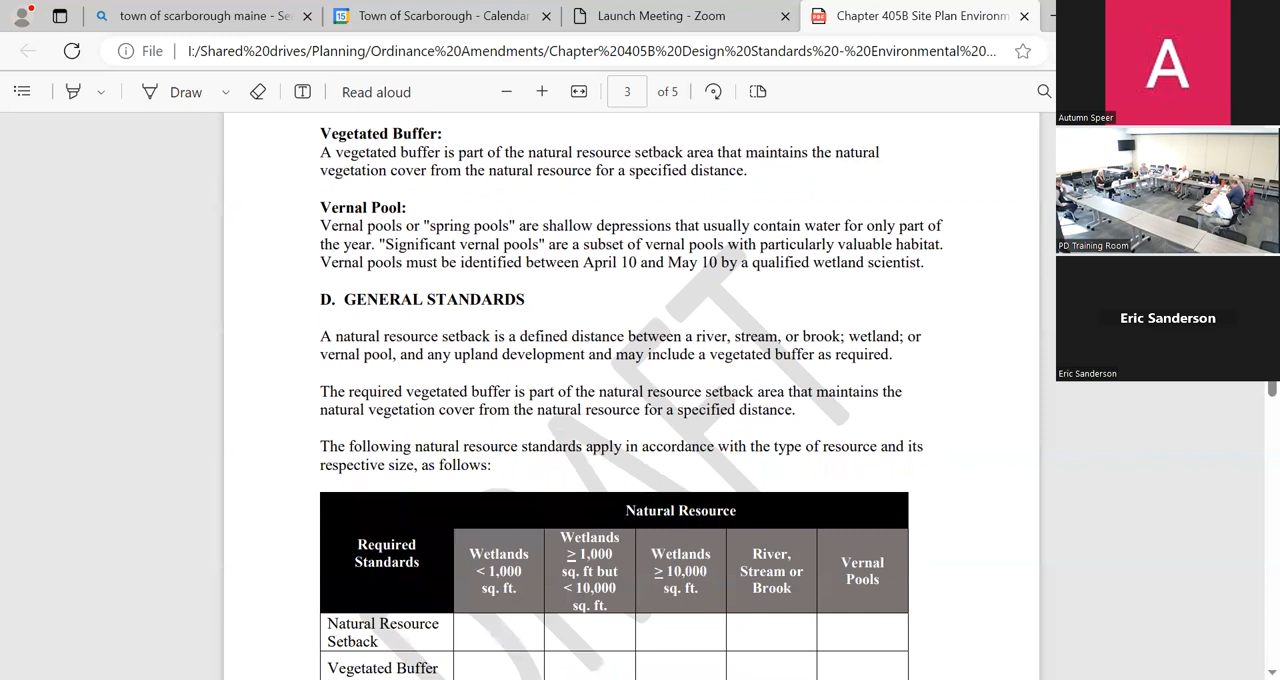 town of scarborough maine - Se
15
Town of Scarborough - Calendar
Launch Meeting - Zoom
PDF
Chapter 405B Site Plan Environm
File
I:/Shared%20drives/Planning/Ordinance%20Amendments/Chapter%20405B%20Design%20Standards%20-%20Environmental%20...
Draw
Read aloud
3
of 5
Vegetated Buffer:
A vegetated buffer is part of the natural resource setback area that maintains the natural
vegetation cover from the natural resource for a specified distance.
Vernal Pool:
Vernal pools or "spring pools" are shallow depressions that usually contain water for only part of
the year. "Significant vernal pools" are a subset of vernal pools with particularly valuable habitat.
Vernal pools must be identified between April 10 and May 10 by a qualified wetland scientist.
D. GENERAL STANDARDS
A natural resource setback is a defined distance between a river, stream, or brook; wetland; or
vernal pool, and any upland development and may include a vegetated buffer as required.
The required vegetated buffer is part of the natural resource setback area that maintains the
natural vegetation cover from the natural resource for a specified distance.
The following natural resource standards apply in accordance with the type of resource and its
respective size, as follows:
Required
Standards
Natural Resource
Wetlands
< 1,000
sq. ft.
Wetlands
≥ 1,000
sq. ft but
< 10,000
sq. ft.
Wetlands
≥ 10,000
sq. ft.
River,
Stream or
Brook
Vernal
Pools
Natural Resource
Setback
Vegetated Buffer
DRAFT
A
Autumn Speer
PD Training Room
Eric Sanderson
Eric Sanderson